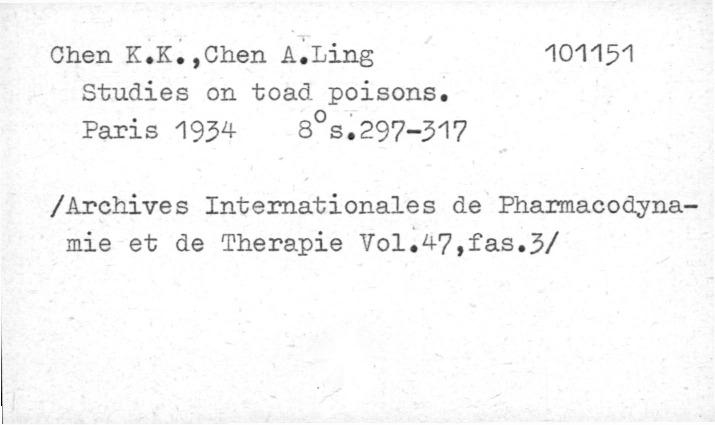 Chen K.K.,Chen A.Ling 101151
Studies on toad poisons.
Paris 1934 8° s.297-317
/Archives Internationales de Pharmacodyna-
mie et de Therapie Vol.47,fas.3/